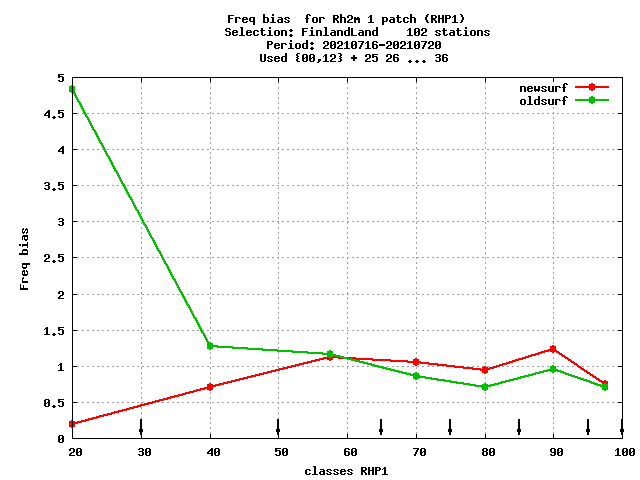 Freq bias  for Rh2m 1 patch (RHP1)
Selection: FinlandLand    102 stations
Period: 20210716-20210720
Used {00,12} + 25 26 ... 36
newsurf
oldsurf
5
4.5
4
3.5
3
2.5
2
1.5
1
0.5
0
Freq bias
20 30 40 50 60 70 80 90 100
classes RHP1